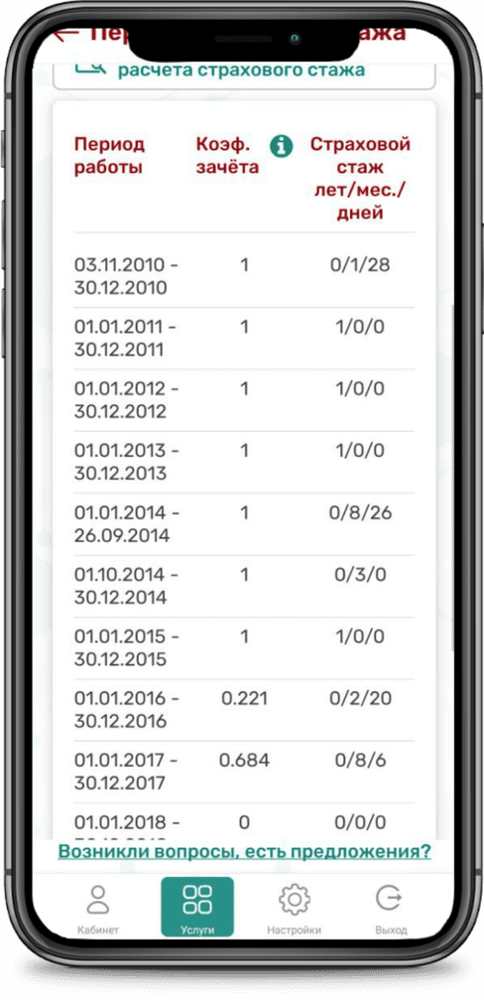 расчета страхового стажа
Период работы Коэф. зачёта Страховой стаж лет/мес./дней
03.11.2010 - 30.12.2010 1 0/1/28
01.01.2011 - 30.12.2011 1 1/0/0
01.01.2012 - 30.12.2012 1 1/0/0
01.01.2013 - 30.12.2013 1 1/0/0
01.01.2014 - 26.09.2014 1 0/8/26
01.10.2014 - 30.12.2014 1 0/3/0
01.01.2015 - 30.12.2015 1 1/0/0
01.01.2016 - 30.12.2016 0.221 0/2/20
01.01.2017 - 30.12.2017 0.684 0/8/6
01.01.2018 - 0 0/0/0
Возникли вопросы, есть предложения?
Кабинет Услуги Настройки Выход